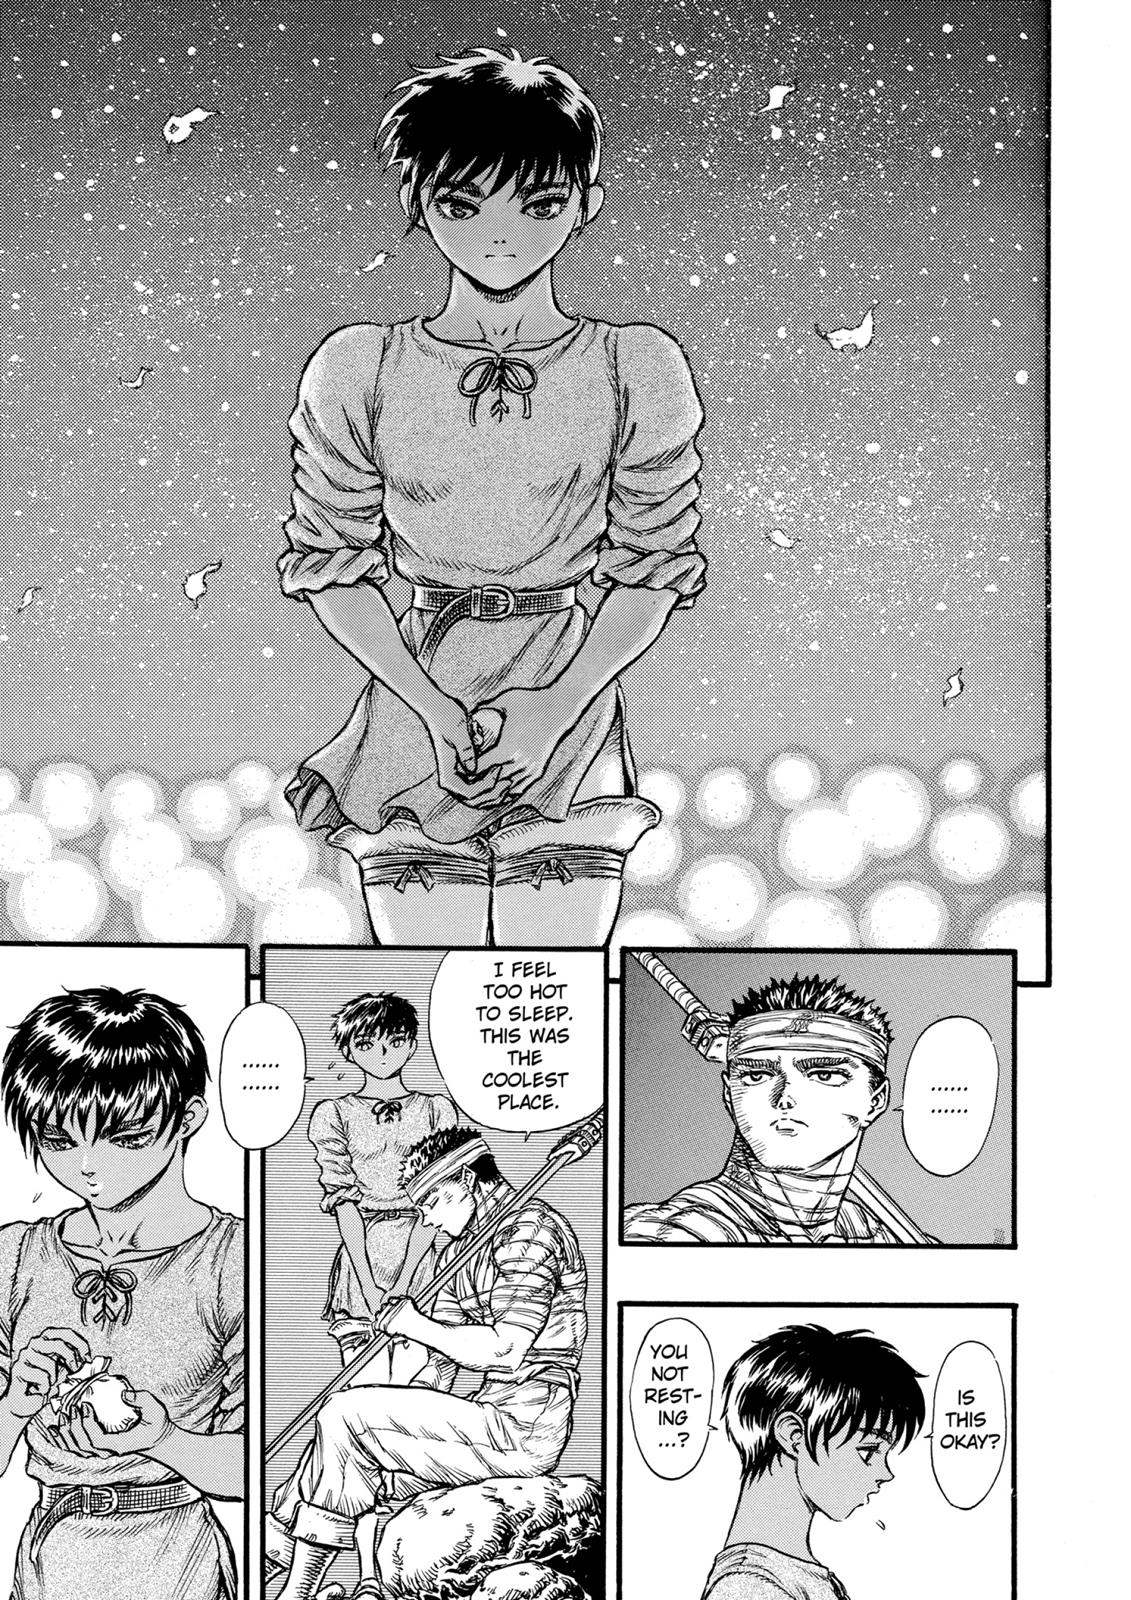 ......
......
IS
THIS
OKAY?
YOU
NOT
REST-
ING
...?
I FEEL
TOO HOT
TO SLEEP.
THIS WAS
THE
COOLEST
PLACE.
......
......